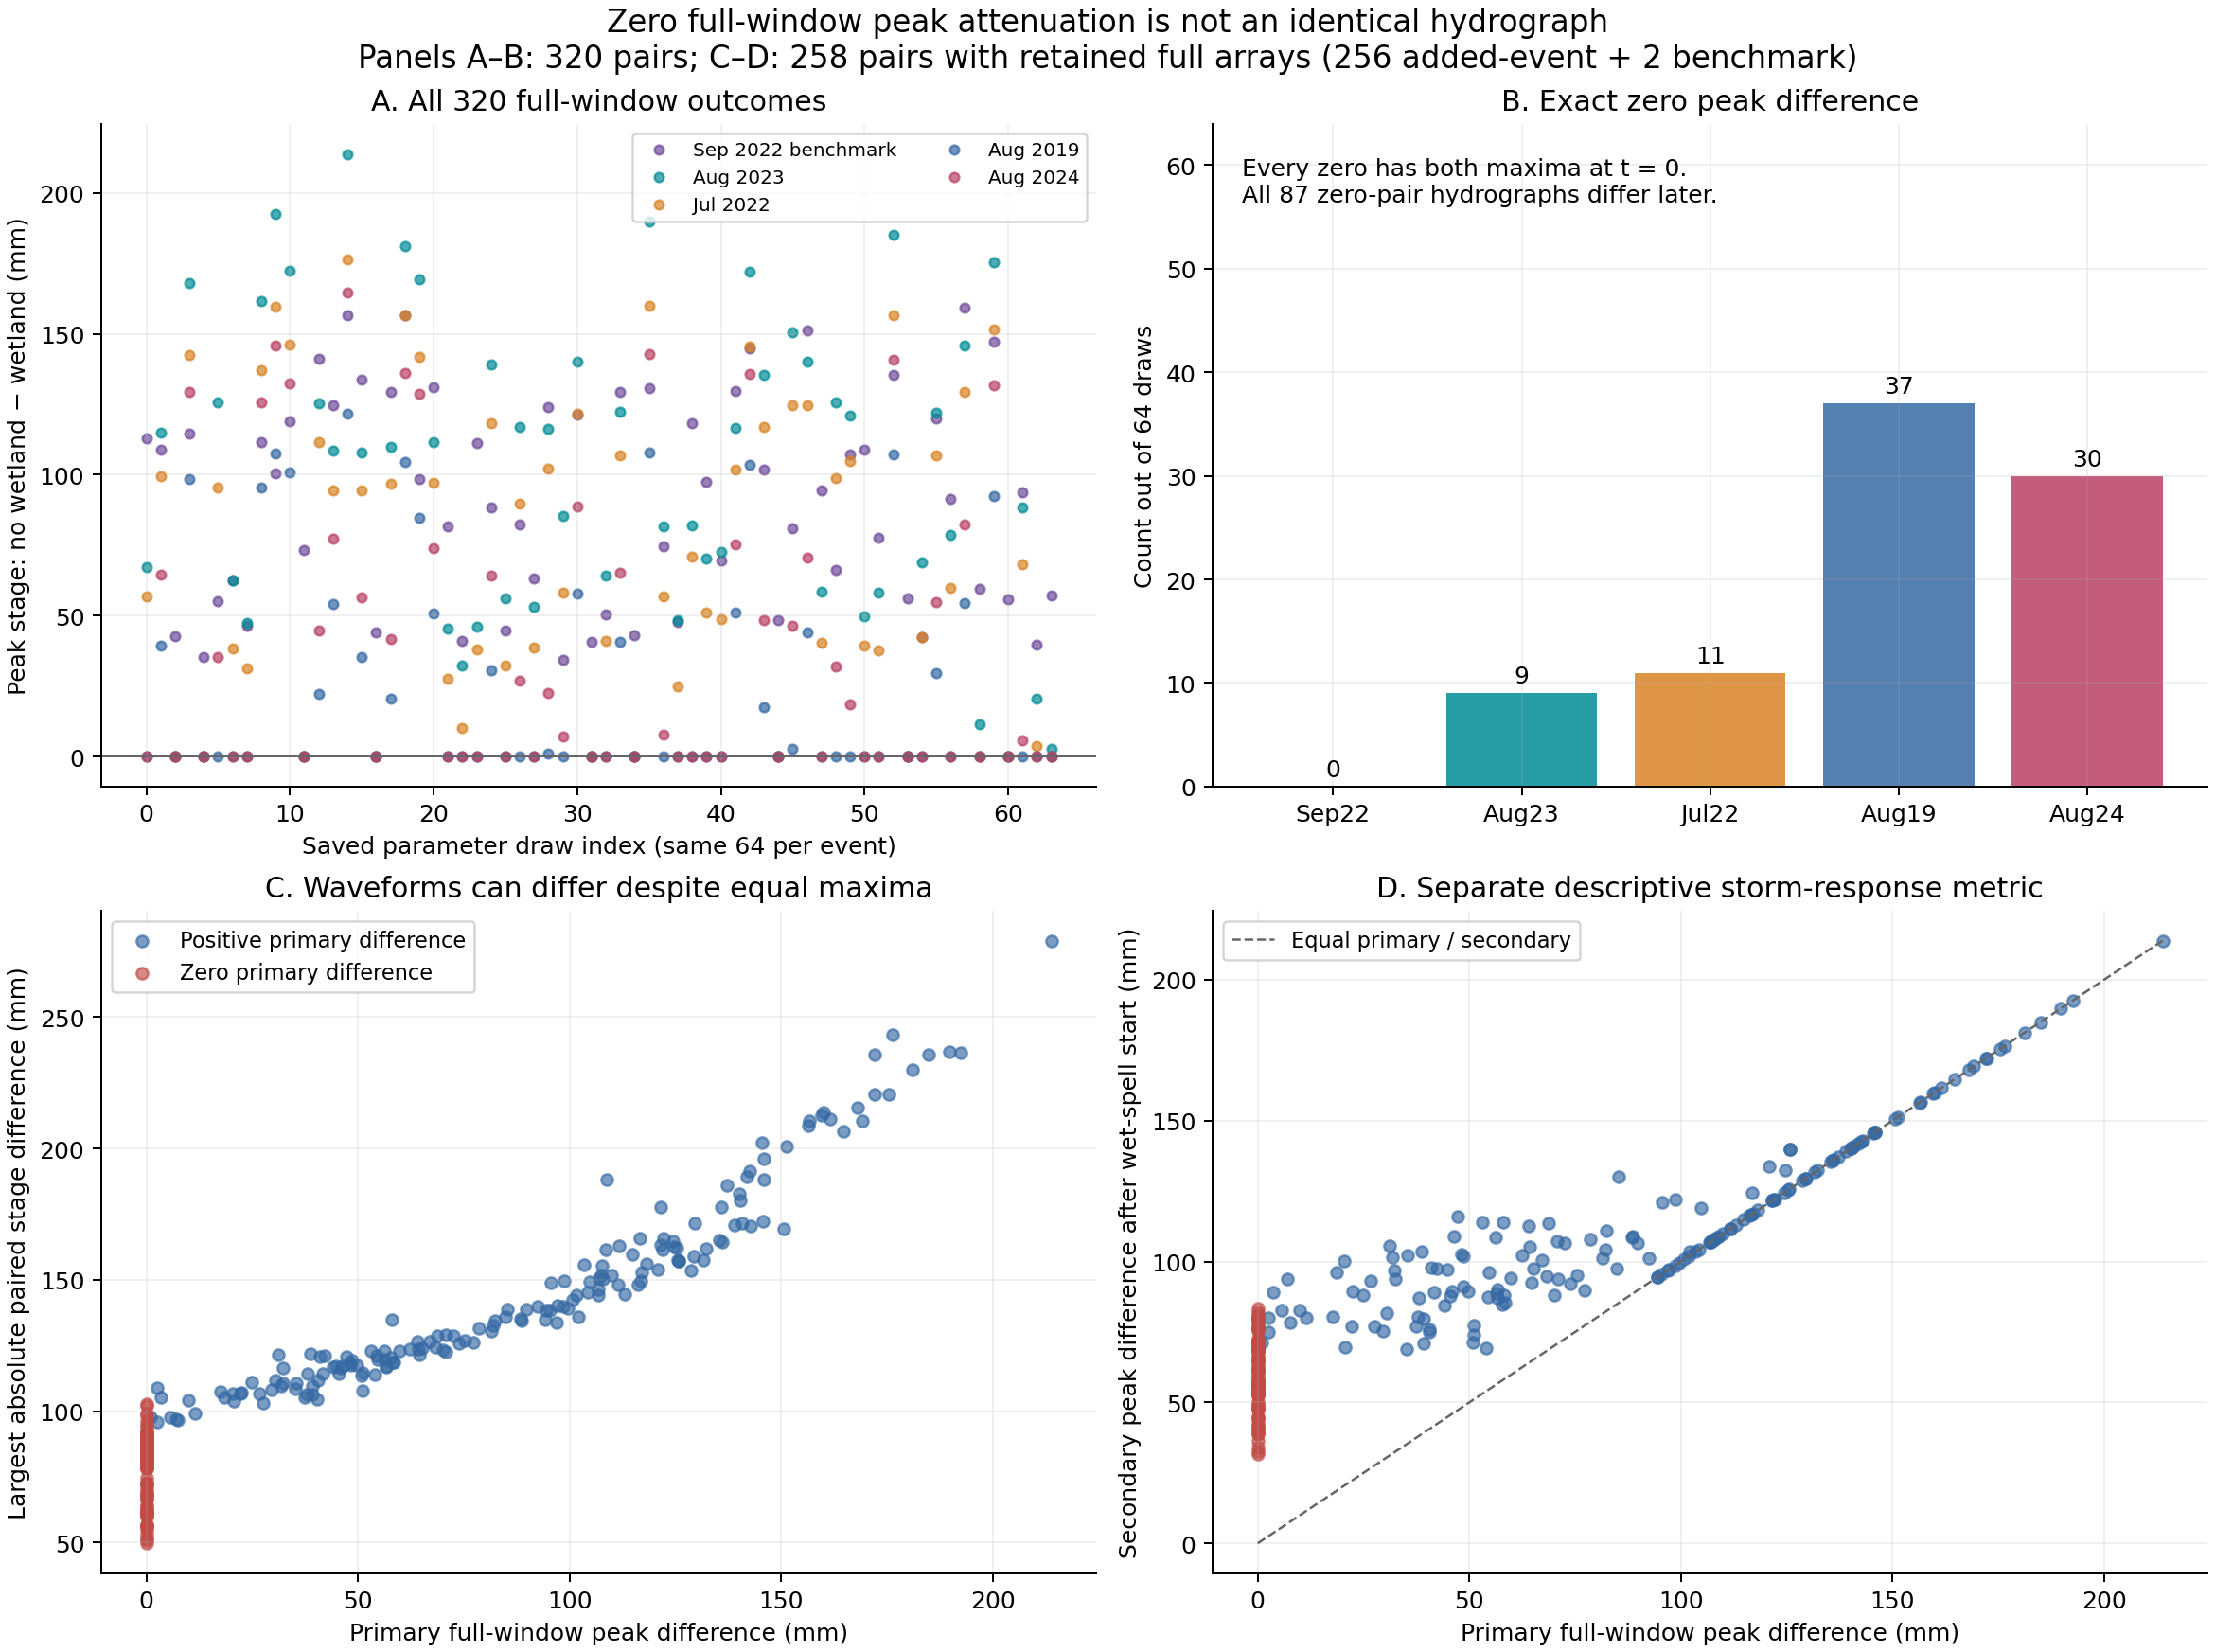 Zero full-window peak attenuation is not an identical hydrograph
Panels A–B: 320 pairs; C–D: 258 pairs with retained full arrays (256 added-event + 2 benchmark)
A. All 320 full-window outcomes
Peak stage: no wetland − wetland (mm)
200
150
100
50
0
Sep 2022 benchmark
Aug 2023
Jul 2022
Aug 2019
Aug 2024
0 10 20 30 40 50 60
Saved parameter draw index (same 64 per event)
B. Exact zero peak difference
Count out of 64 draws
60
50
40
30
20
10
0
Every zero has both maxima at t = 0.
All 87 zero-pair hydrographs differ later.
0
9
11
37
30
Sep22 Aug23 Jul22 Aug19 Aug24
C. Waveforms can differ despite equal maxima
Largest absolute paired stage difference (mm)
250
200
150
100
50
Positive primary difference
Zero primary difference
0 50 100 150 200
Primary full-window peak difference (mm)
D. Separate descriptive storm-response metric
Secondary peak difference after wet-spell start (mm)
200
150
100
50
0
Equal primary / secondary
0 50 100 150 200
Primary full-window peak difference (mm)